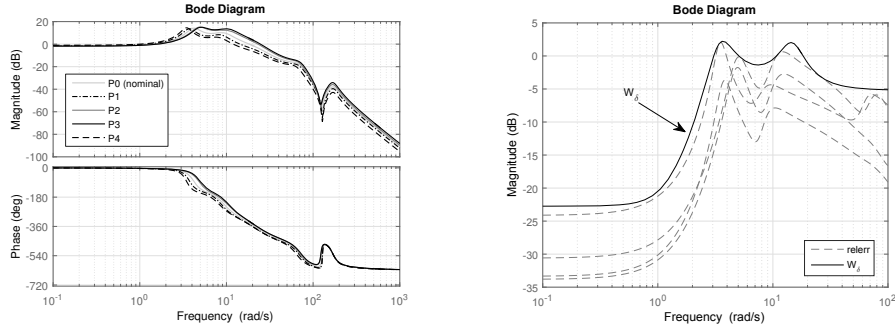 Bode Diagram
Magnitude (dB)
20
0
-20
-40
-60
-80
-100
P0 (nominal)
P1
P2
P3
P4
Phase (deg)
0
-180
-360
-540
-720
10^-1
10^0
10^1
10^2
10^3
Frequency (rad/s)
Bode Diagram
Magnitude (dB)
5
0
-5
-10
-15
-20
-25
-30
-35
W_δ
relerr
W_δ
10^-1
10^0
10^1
10^2
Frequency (rad/s)